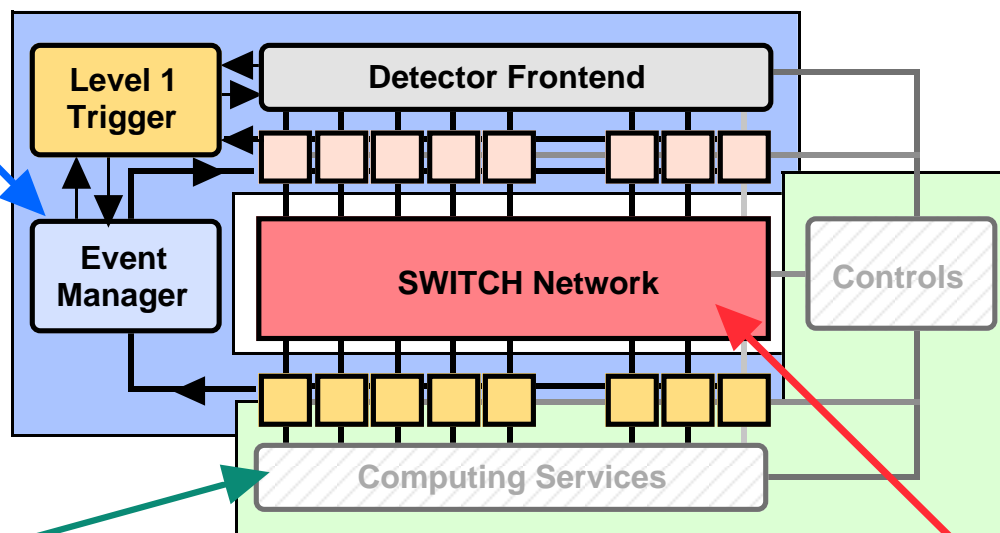 Level 1
Trigger
Detector Frontend
Event
Manager
SWITCH Network
Controls
Computing Services